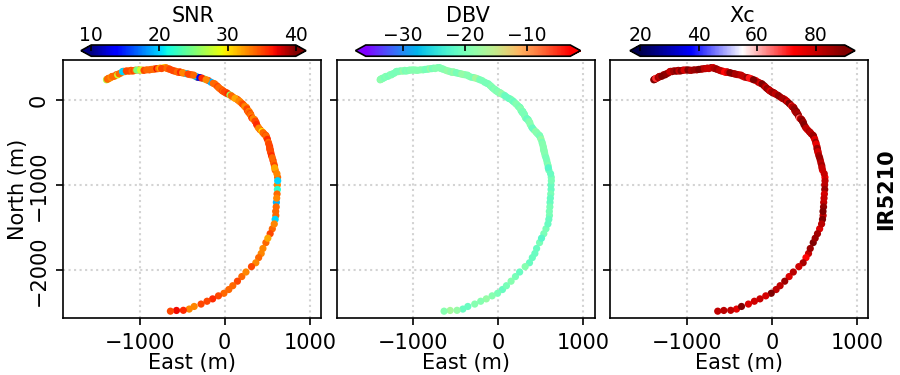 SNR DBV Xc
10 20 30 40 −30 −20 −10 20 40 60 80
North (m)
0
−1000
−2000
IR5210
−1000 0 1000 −1000 0 1000 −1000 0 1000
East (m) East (m) East (m)